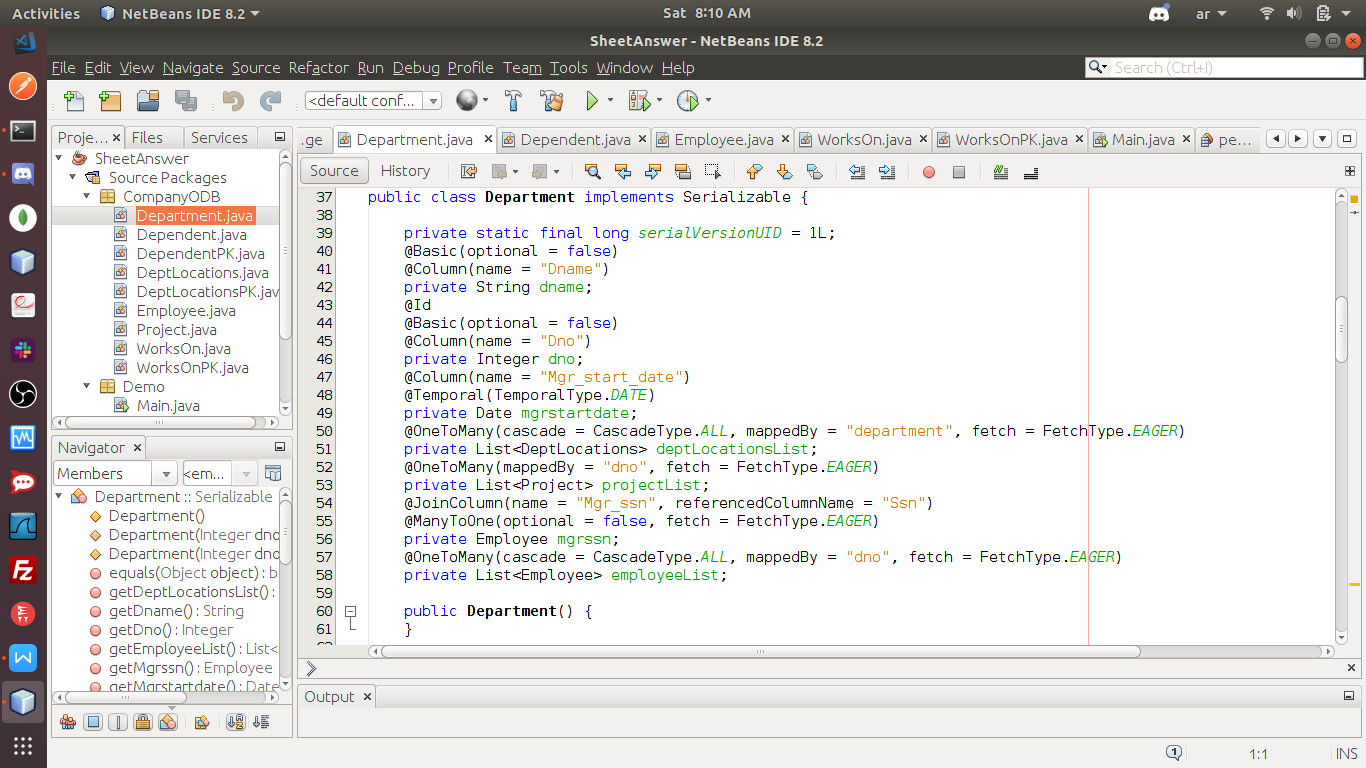 Activities NetBeans IDE 8.2 Sat 8:10 AM ar
SheetAnswer - NetBeans IDE 8.2
File Edit View Navigate Source Refactor Run Debug Profile Team Tools Window Help Search (Ctrl+I)
<default conf...
Proje... Files Services
SheetAnswer
Source Packages
CompanyODB
Department.java
Dependent.java
DependentPK.java
DeptLocations.java
DeptLocationsPK.jav
Employee.java
Project.java
WorksOn.java
WorksOnPK.java
Demo
Main.java
Navigator
Members <em...
Department :: Serializable
Department()
Department(Integer dno
Department(Integer dno
equals(Object object) : b
getDeptLocationsList() :
getDname() : String
getDno() : Integer
getEmployeeList() : List<
getMgrssn() : Employee
getMgrstartdate() : Date
.ge Department.java Dependent.java Employee.java WorksOn.java WorksOnPK.java Main.java pe...
Source History
37 public class Department implements Serializable {
38
39 private static final long serialVersionUID = 1L;
40 @Basic(optional = false)
41 @Column(name = "Dname")
42 private String dname;
43 @Id
44 @Basic(optional = false)
45 @Column(name = "Dno")
46 private Integer dno;
47 @Column(name = "Mgr_start_date")
48 @Temporal(TemporalType.DATE)
49 private Date mgrstartdate;
50 @OneToMany(cascade = CascadeType.ALL, mappedBy = "department", fetch = FetchType.EAGER)
51 private List<DeptLocations> deptLocationsList;
52 @OneToMany(mappedBy = "dno", fetch = FetchType.EAGER)
53 private List<Project> projectList;
54 @JoinColumn(name = "Mgr_ssn", referencedColumnName = "Ssn")
55 @ManyToOne(optional = false, fetch = FetchType.EAGER)
56 private Employee mgrssn;
57 @OneToMany(cascade = CascadeType.ALL, mappedBy = "dno", fetch = FetchType.EAGER)
58 private List<Employee> employeeList;
59
60 public Department() {
61 }
Output
1 1:1 INS